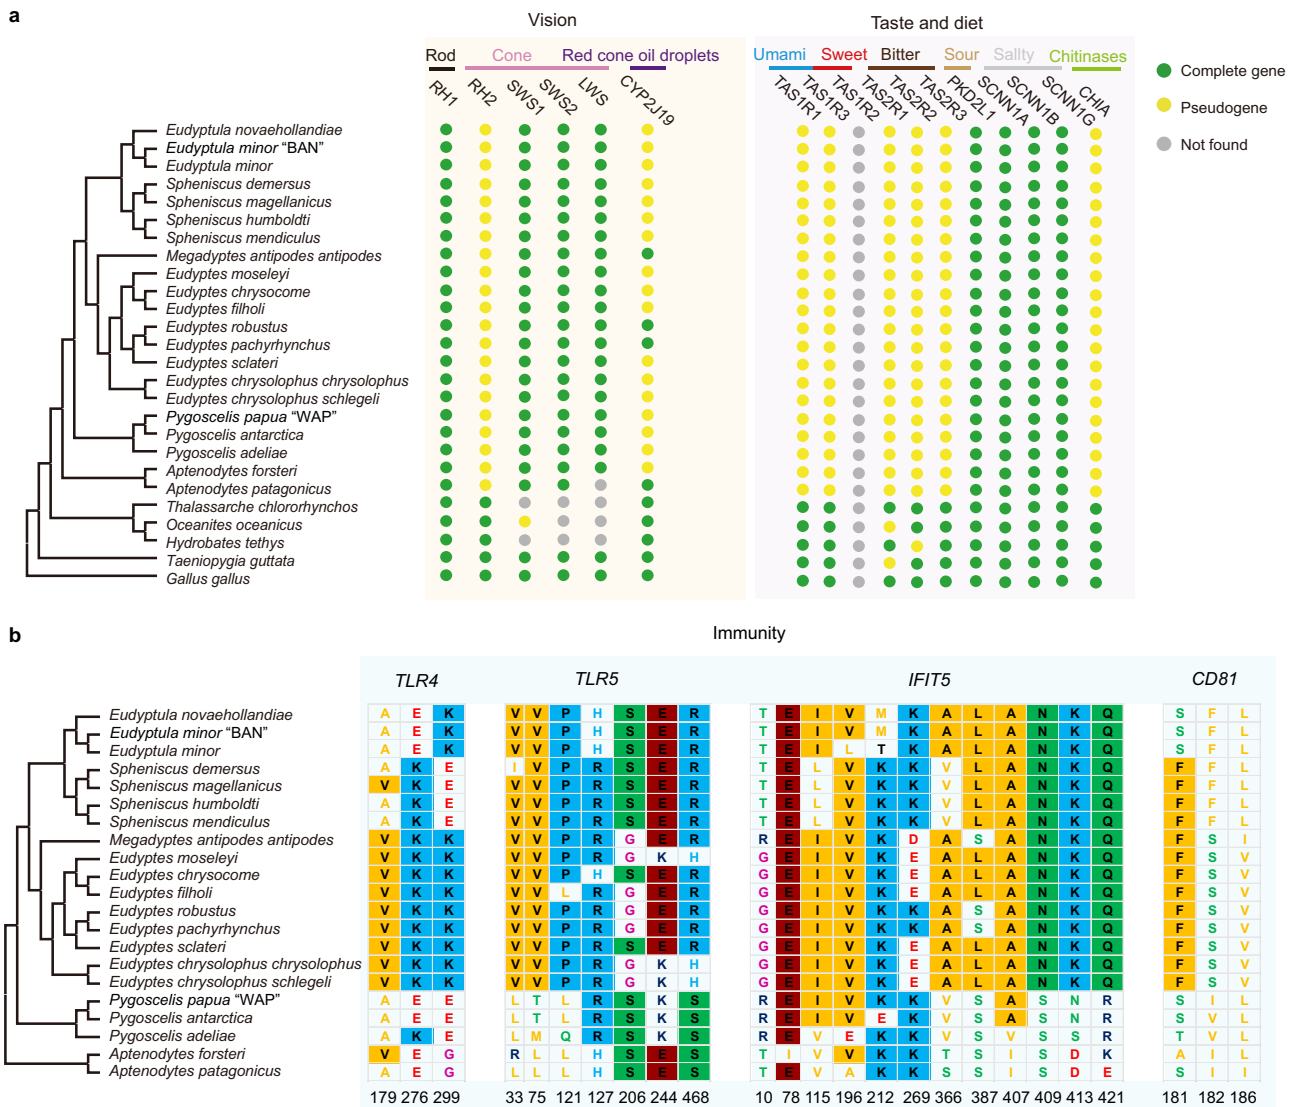 a
Vision
Taste and diet
Rod Cone Red cone oil droplets
Umami Sweet Bitter Sour Sallty Chitinases
RH1 RH2 SWS1 SWS2 LWS CYP2J19
TAS1R1 TAS1R3 TAS1R2 TAS2R1 TAS2R2 TAS2R3 PKD2L1 SCNN1A SCNN1B SCNN1G CHIA
Complete gene
Pseudogene
Not found
Eudyptula novaehollandiae
Eudyptula minor “BAN”
Eudyptula minor
Spheniscus demersus
Spheniscus magellanicus
Spheniscus humboldti
Spheniscus mendiculus
Megadyptes antipodes antipodes
Eudyptes moseleyi
Eudyptes chrysocome
Eudyptes filholi
Eudyptes robustus
Eudyptes pachyrhynchus
Eudyptes sclateri
Eudyptes chrysolophus chrysolophus
Eudyptes chrysolophus schlegeli
Pygoscelis papua “WAP”
Pygoscelis antarctica
Pygoscelis adeliae
Aptenodytes forsteri
Aptenodytes patagonicus
Thalassarche chlororhynchos
Oceanites oceanicus
Hydrobates tethys
Taeniopygia guttata
Gallus gallus
b
Immunity
TLR4 TLR5 IFIT5 CD81
Eudyptula novaehollandiae A E K V V P H S E R T E I V M K A L A N K Q S F L
Eudyptula minor “BAN” A E K V V P H S E R T E I V M K A L A N K Q S F L
Eudyptula minor A E K V V P H S E R T E I L T K A L A N K Q S F L
Spheniscus demersus A K E I V P R S E R T E L V K K V L A N K Q F F L
Spheniscus magellanicus V K E V V P R S E R T E L V K K V L A N K Q F F L
Spheniscus humboldti A K E V V P R S E R T E L V K K V L A N K Q F F L
Spheniscus mendiculus A K E V V P R S E R T E L V K K V L A N K Q F F L
Megadyptes antipodes antipodes V K K V V P R G E R R E I V K D A S A N K Q F S I
Eudyptes moseleyi V K K V V P R G K H G E I V K E A L A N K Q F S V
Eudyptes chrysocome V K K V V P H S E R G E I V K E A L A N K Q F S V
Eudyptes filholi V K K V V L R G E R G E I V K E A L A N K Q F S V
Eudyptes robustus V K K V V P R G E R G E I V K K A S A N K Q F S V
Eudyptes pachyrhynchus V K K V V P R G E R G E I V K K A S A N K Q F S V
Eudyptes sclateri V K K V V P R S E R G E I V K E A L A N K Q F S V
Eudyptes chrysolophus chrysolophus V K K V V P R G K H G E I V K E A L A N K Q F S V
Eudyptes chrysolophus schlegeli V K K V V P R G K H G E I V K E A L A N K Q F S V
Pygoscelis papua “WAP” A E E L T L R S K S R E I V K K V S A S N R S I L
Pygoscelis antarctica A E E L T L R S K S R E I V E K V S A S N R S V L
Pygoscelis adeliae A K E L M Q R S K S R E V E K K V S V S S R T V L
Aptenodytes forsteri V E G R L L H S E S T I V V K K T S I S D K A I L
Aptenodytes patagonicus A E G L L L H S E S T E V A K K S S I S D E S I I
179 276 299 33 75 121 127 206 244 468 10 78 115 196 212 269 366 387 407 409 413 421 181 182 186